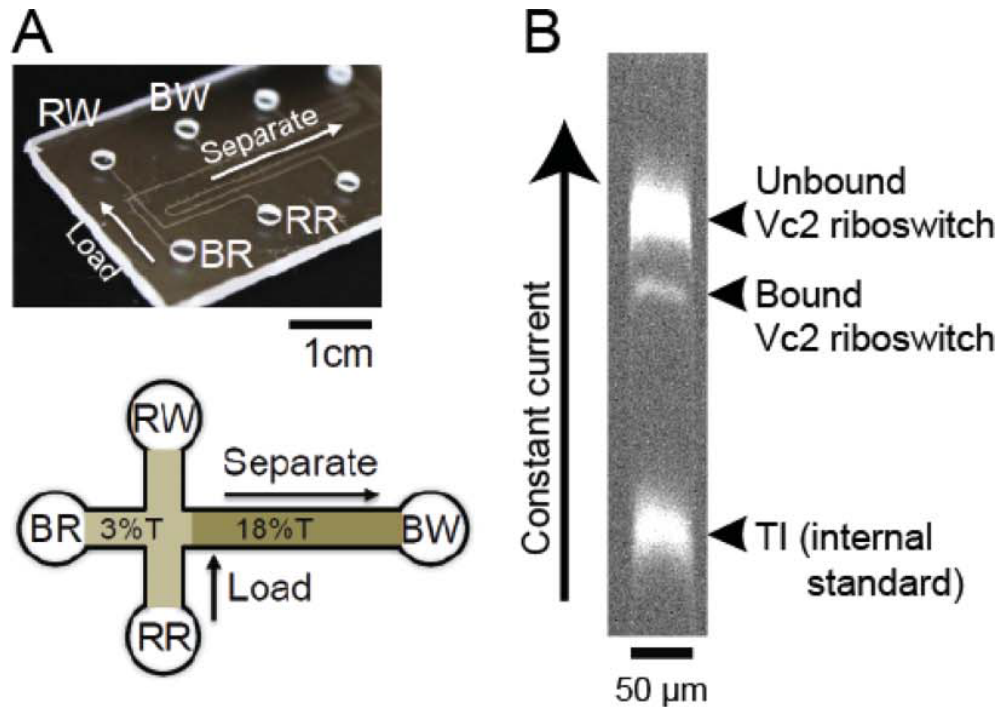 A
RW
BW
Separate
Load
RR
BR
1cm
RW
Separate
BR
3%T
18%T
BW
Load
RR
B
Constant current
Unbound
Vc2 riboswitch
Bound
Vc2 riboswitch
TI (internal
standard)
50 µm